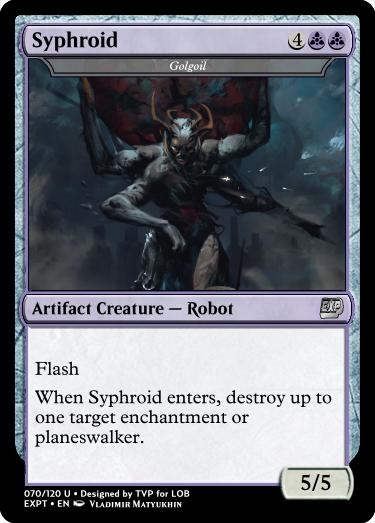 Syphroid 4
Golgoil
Artifact Creature — Robot EXP
Flash
When Syphroid enters, destroy up to
one target enchantment or
planeswalker.
5/5
070/120 U • Designed by TVP for LOB
EXPT • EN Vladimir Matyukhin